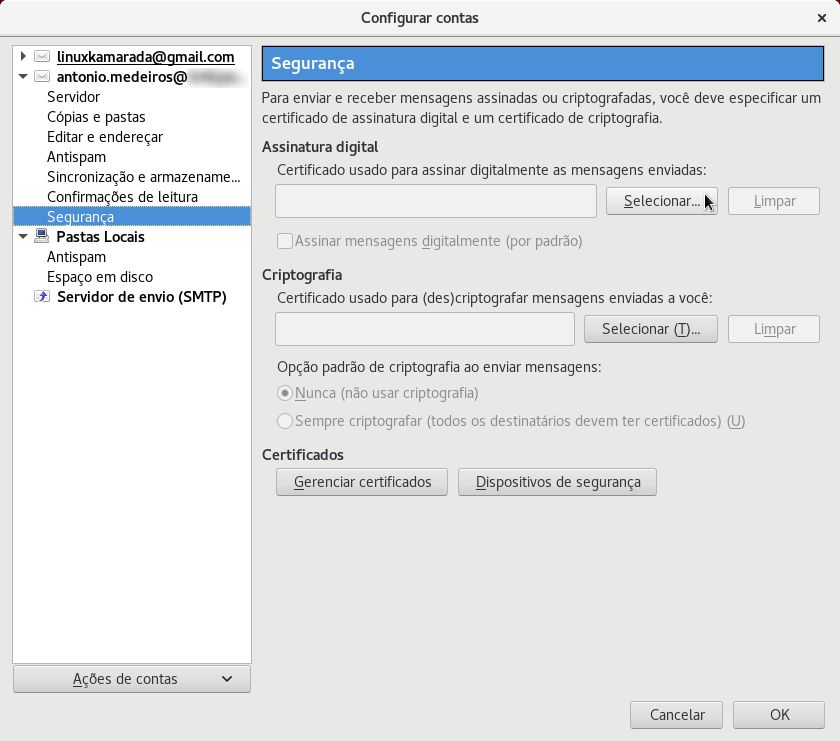 Configurar contas
linuxkamarada@gmail.com
antonio.medeiros@
Servidor
Cópias e pastas
Editar e endereçar
Antispam
Sincronização e armazename...
Confirmações de leitura
Segurança
Pastas Locais
Antispam
Espaço em disco
Servidor de envio (SMTP)
Ações de contas
Segurança
Para enviar e receber mensagens assinadas ou criptografadas, você deve especificar um
certificado de assinatura digital e um certificado de criptografia.
Assinatura digital
Certificado usado para assinar digitalmente as mensagens enviadas:
Selecionar... Limpar
Assinar mensagens digitalmente (por padrão)
Criptografia
Certificado usado para (des)criptografar mensagens enviadas a você:
Selecionar (T)... Limpar
Opção padrão de criptografia ao enviar mensagens:
Nunca (não usar criptografia)
Sempre criptografar (todos os destinatários devem ter certificados) (U)
Certificados
Gerenciar certificados Dispositivos de segurança
Cancelar OK